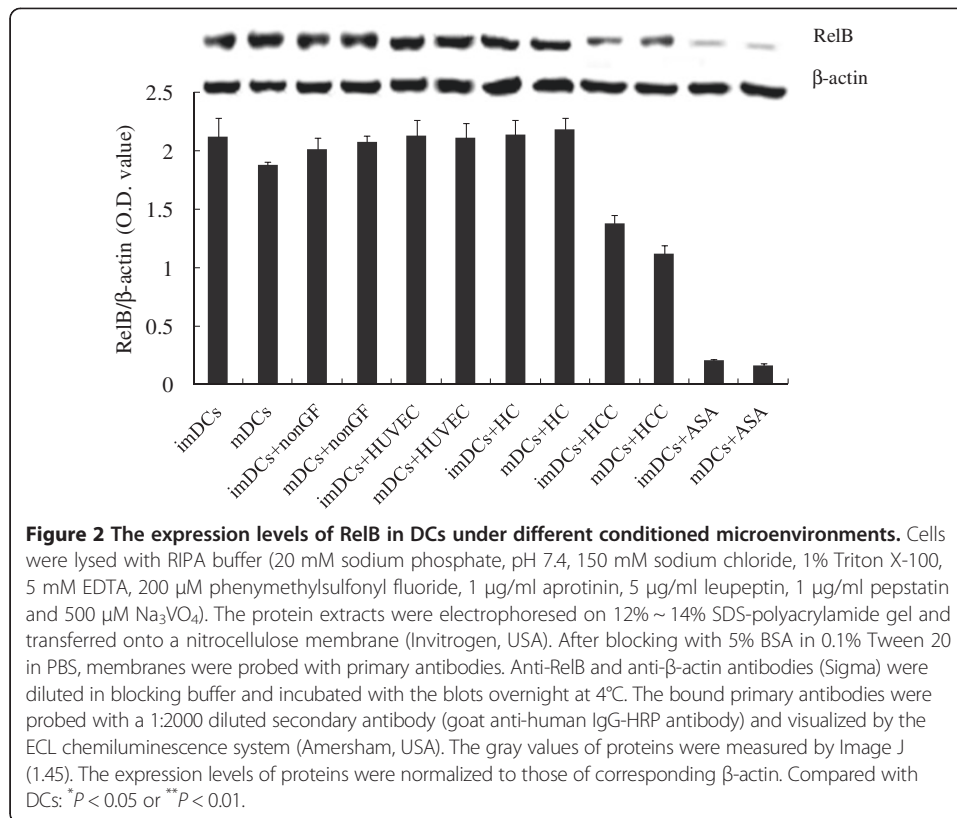 RelB
β-actin
2.5
2
1.5
1
0.5
0
RelB/β-actin (O.D. value)
imDCs
mDCs
imDCs+nonGF
mDCs+nonGF
imDCs+HUVEC
mDCs+HUVEC
imDCs+HC
mDCs+HC
imDCs+HCC
mDCs+HCC
imDCs+ASA
mDCs+ASA
Figure 2 The expression levels of RelB in DCs under different conditioned microenvironments. Cells
were lysed with RIPA buffer (20 mM sodium phosphate, pH 7.4, 150 mM sodium chloride, 1% Triton X-100,
5 mM EDTA, 200 μM phenymethylsulfonyl fluoride, 1 μg/ml aprotinin, 5 μg/ml leupeptin, 1 μg/ml pepstatin
and 500 μM Na₃VO₄). The protein extracts were electrophoresed on 12% ~ 14% SDS-polyacrylamide gel and
transferred onto a nitrocellulose membrane (Invitrogen, USA). After blocking with 5% BSA in 0.1% Tween 20
in PBS, membranes were probed with primary antibodies. Anti-RelB and anti-β-actin antibodies (Sigma) were
diluted in blocking buffer and incubated with the blots overnight at 4°C. The bound primary antibodies were
probed with a 1:2000 diluted secondary antibody (goat anti-human IgG-HRP antibody) and visualized by the
ECL chemiluminescence system (Amersham, USA). The gray values of proteins were measured by Image J
(1.45). The expression levels of proteins were normalized to those of corresponding β-actin. Compared with
DCs: *P < 0.05 or **P < 0.01.